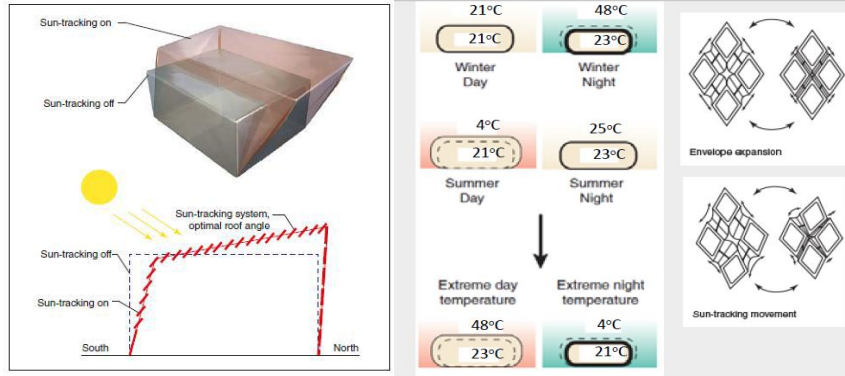 Sun-tracking on
Sun-tracking off
Sun-tracking system,
optimal roof angle
Sun-tracking off
Sun-tracking on
South
North
21°C
48°C
21°C
23°C
Winter
Day
Winter
Night
4°C
25°C
21°C
23°C
Summer
Day
Summer
Night
Extreme day
temperature
Extreme night
temperature
48°C
4°C
23°C
21°C
Envelope expansion
Sun-tracking movement